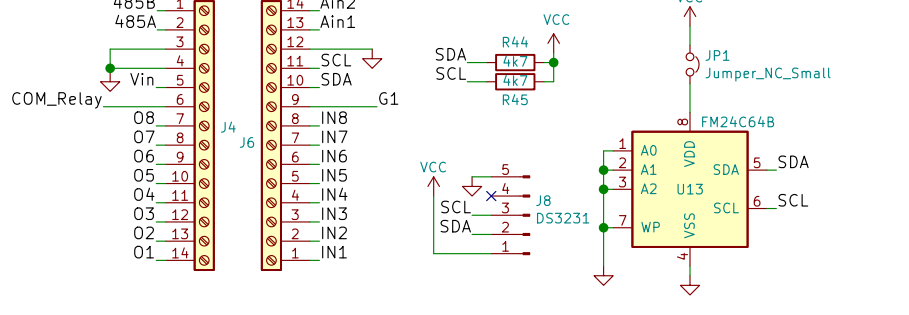 485B 1
485A 2
3
4
Vin 5
COM_Relay 6
O8 7
O7 8
O6 9
O5 10
O4 11
O3 12
O2 13
O1 14
J4
14 Ain2
13 Ain1
12
11 SCL
10 SDA
9 G1
8 IN8
7 IN7
6 IN6
5 IN5
4 IN4
3 IN3
2 IN2
1 IN1
J6
VCC
R44
SDA 4k7
SCL 4k7
R45
VCC
5
4
SCL 3
SDA 2
1
J8
DS3231
VCC
JP1
Jumper_NC_Small
FM24C64B
8
VDD
1 A0
2 A1
3 A2
7 WP
U13
SDA 5 SDA
SCL 6 SCL
VSS
4